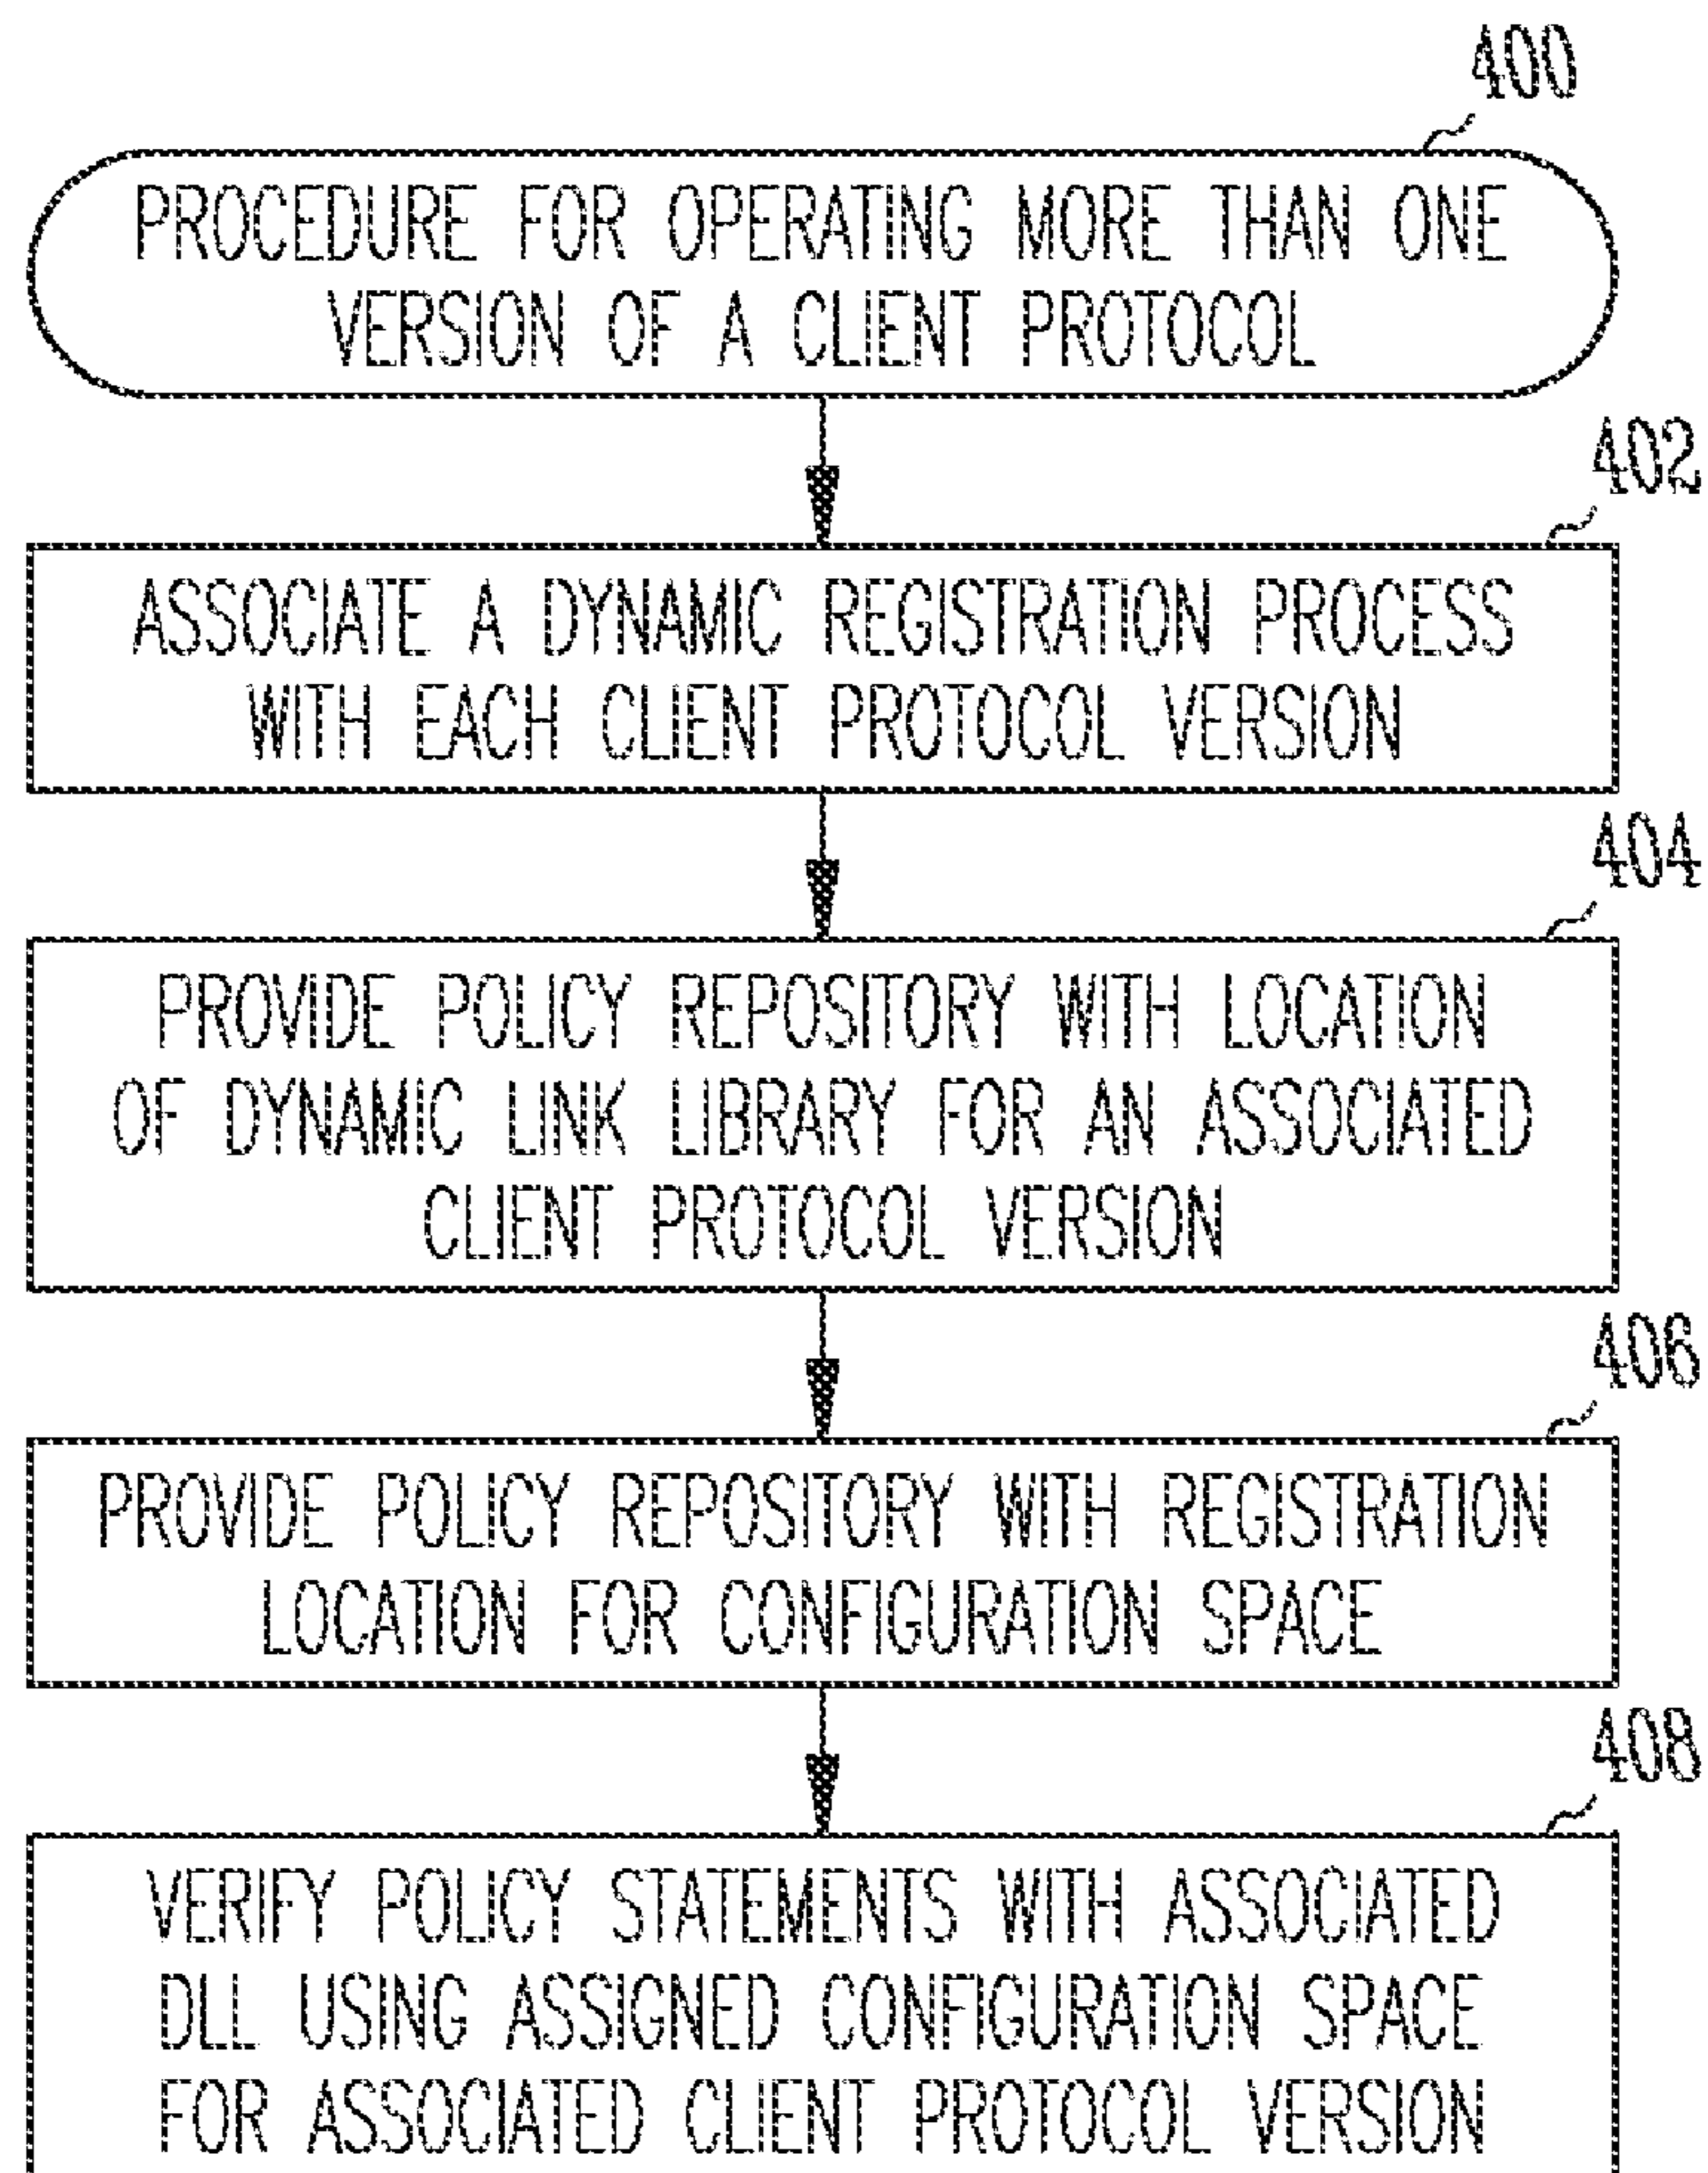 400
PROCEDURE FOR OPERATING MORE THAN ONE
VERSION OF A CLIENT PROTOCOL
402
ASSOCIATE A DYNAMIC REGISTRATION PROCESS
WITH EACH CLIENT PROTOCOL VERSION
404
PROVIDE POLICY REPOSITORY WITH LOCATION
OF DYNAMIC LINK LIBRARY FOR AN ASSOCIATED
CLIENT PROTOCOL VERSION
406
PROVIDE POLICY REPOSITORY WITH REGISTRATION
LOCATION FOR CONFIGURATION SPACE
408
VERIFY POLICY STATEMENTS WITH ASSOCIATED
DLL USING ASSIGNED CONFIGURATION SPACE
FOR ASSOCIATED CLIENT PROTOCOL VERSION